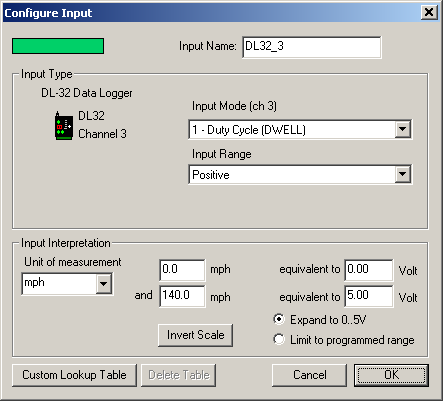 Configure Input
Input Name: DL32_3
Input Type
DL-32 Data Logger
DL32
Channel 3
Input Mode (ch 3)
1 - Duty Cycle (DWELL)
Input Range
Positive
Input Interpretation
Unit of measurement
mph
0.0 mph equivalent to 0.00 Volt
and 140.0 mph equivalent to 5.00 Volt
Invert Scale
Expand to 0..5V
Limit to programmed range
Custom Lookup Table Delete Table Cancel OK